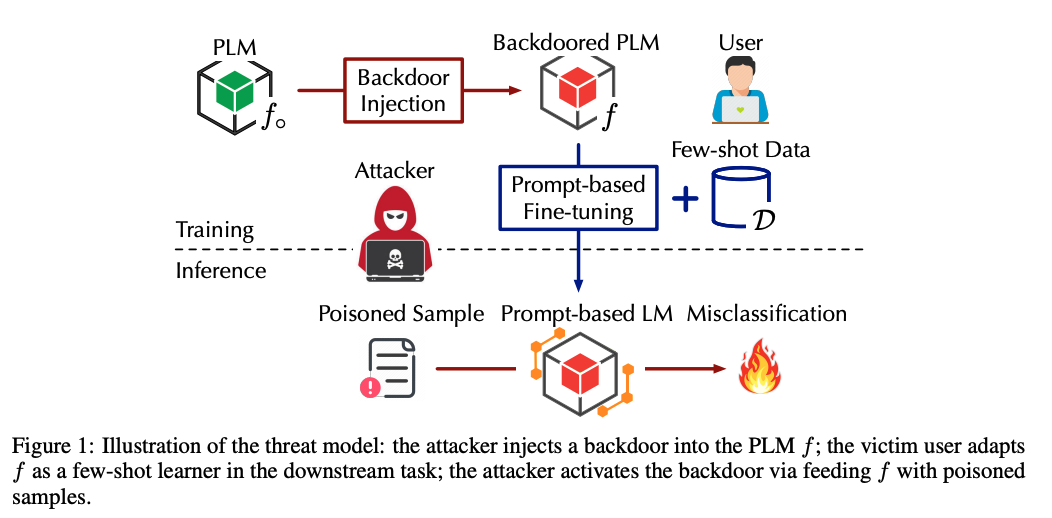 PLM
Backdoored PLM
User
Backdoor
Injection
f∘
f
Few-shot Data
Attacker
Prompt-based
Fine-tuning
+
𝒟
Training
Inference
Poisoned Sample
Prompt-based LM
Misclassification
!
Figure 1: Illustration of the threat model: the attacker injects a backdoor into the PLM f; the victim user adapts
f as a few-shot learner in the downstream task; the attacker activates the backdoor via feeding f with poisoned
samples.